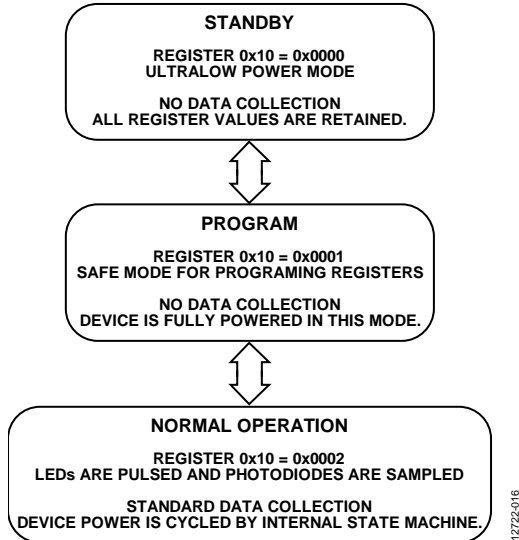 STANDBY
REGISTER 0x10 = 0x0000
ULTRALOW POWER MODE
NO DATA COLLECTION
ALL REGISTER VALUES ARE RETAINED.
PROGRAM
REGISTER 0x10 = 0x0001
SAFE MODE FOR PROGRAMING REGISTERS
NO DATA COLLECTION
DEVICE IS FULLY POWERED IN THIS MODE.
NORMAL OPERATION
REGISTER 0x10 = 0x0002
LEDs ARE PULSED AND PHOTODIODES ARE SAMPLED
STANDARD DATA COLLECTION
DEVICE POWER IS CYCLED BY INTERNAL STATE MACHINE.
12722-016